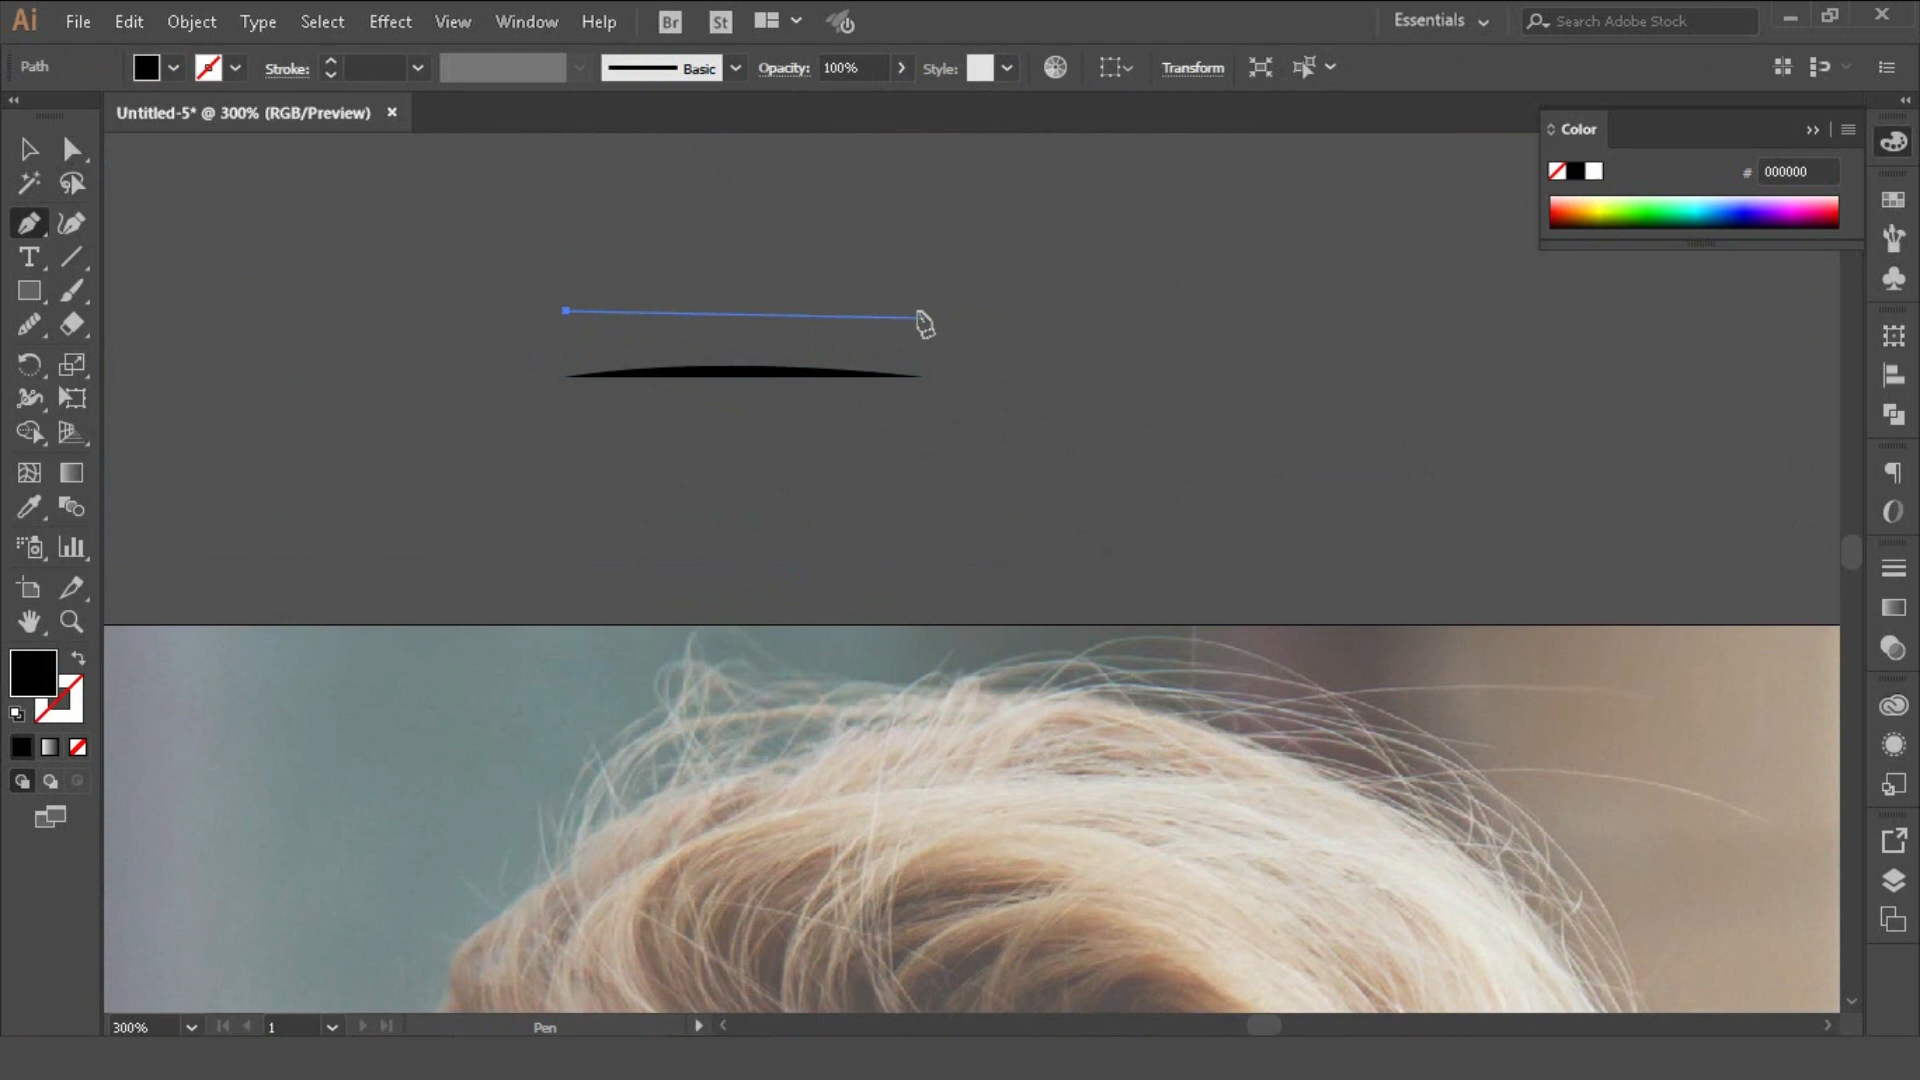 Ai File Edit Object Type Select Effect View Window Help Br St Essentials Search Adobe Stock
Path Stroke: Basic Opacity: 100% Style: Transform
Untitled-5* @ 300% (RGB/Preview)
Color
# 000000
300% 1 Pen